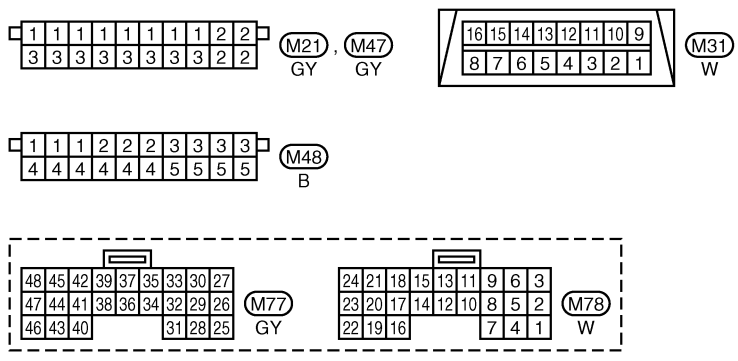 1 1 1 1 1 1 1 1 2 2
3 3 3 3 3 3 3 3 2 2
M21 , M47
GY GY
16 15 14 13 12 11 10 9
8 7 6 5 4 3 2 1
M31
W
1 1 1 2 2 2 3 3 3 3
4 4 4 4 4 4 5 5 5 5
M48
B
48 45 42 39 37 35 33 30 27
47 44 41 38 36 34 32 29 26
46 43 40 31 28 25
M77
GY
24 21 18 15 13 11 9 6 3
23 20 17 14 12 10 8 5 2
22 19 16 7 4 1
M78
W